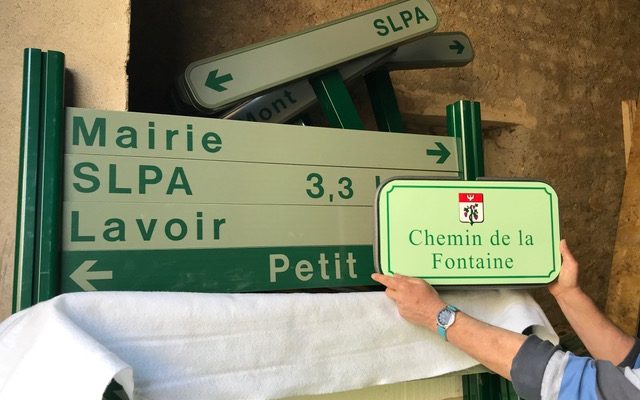 SLPA
Mont
Mairie
SLPA 3,3
Lavoir
Petit
Chemin de la
Fontaine